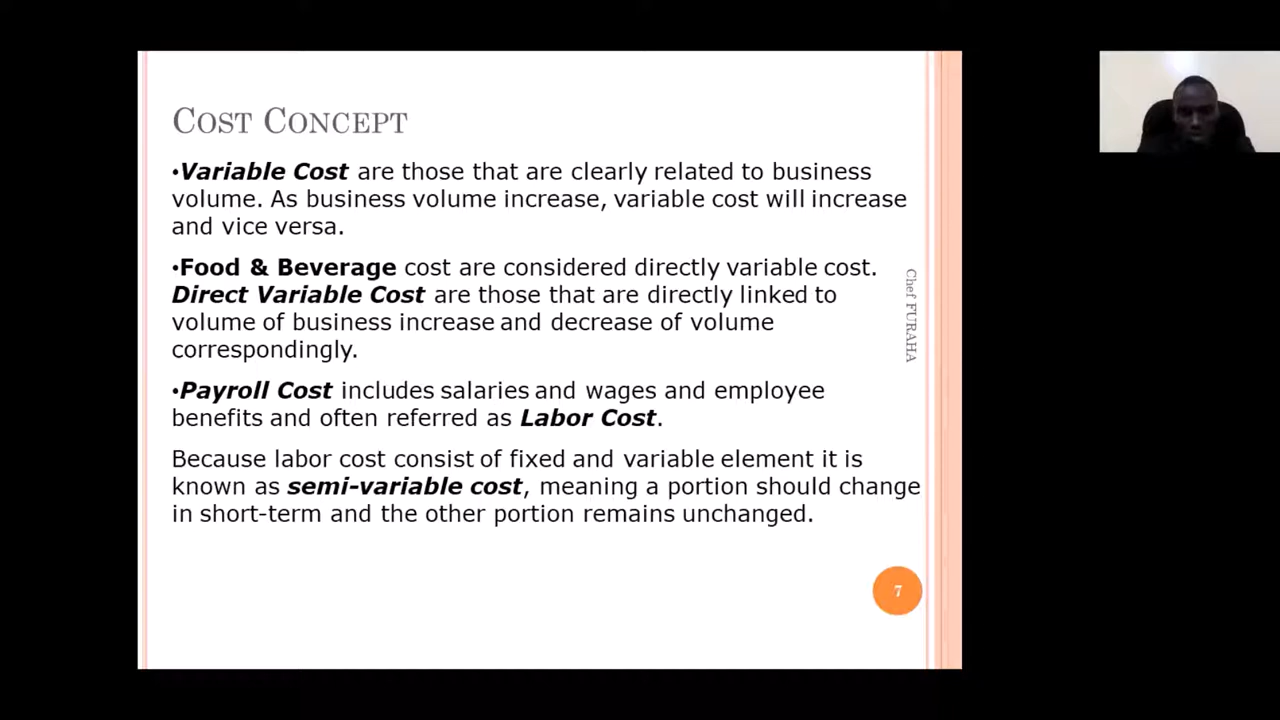 COST CONCEPT
•Variable Cost are those that are clearly related to business
volume. As business volume increase, variable cost will increase
and vice versa.
•Food & Beverage cost are considered directly variable cost.
Direct Variable Cost are those that are directly linked to
volume of business increase and decrease of volume
correspondingly.
•Payroll Cost includes salaries and wages and employee
benefits and often referred as Labor Cost.
Because labor cost consist of fixed and variable element it is
known as semi-variable cost, meaning a portion should change
in short-term and the other portion remains unchanged.
Chef FURAHA
7